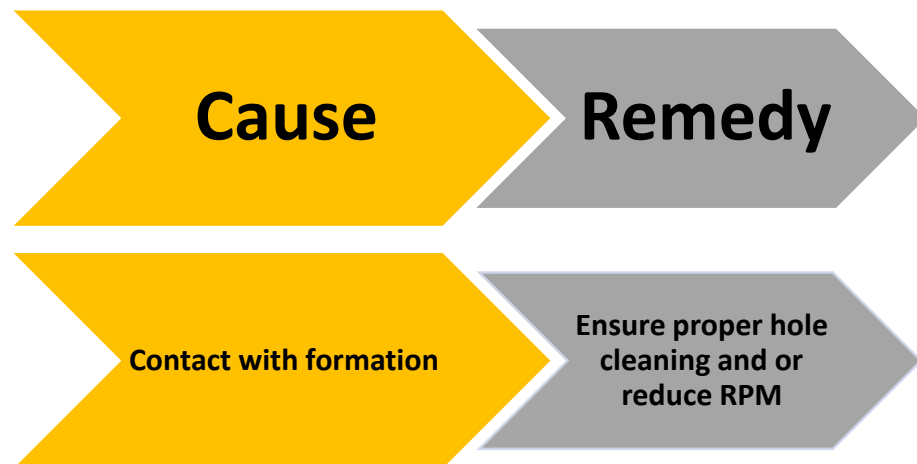 Cause
Remedy
Contact with formation
Ensure proper hole
cleaning and or
reduce RPM